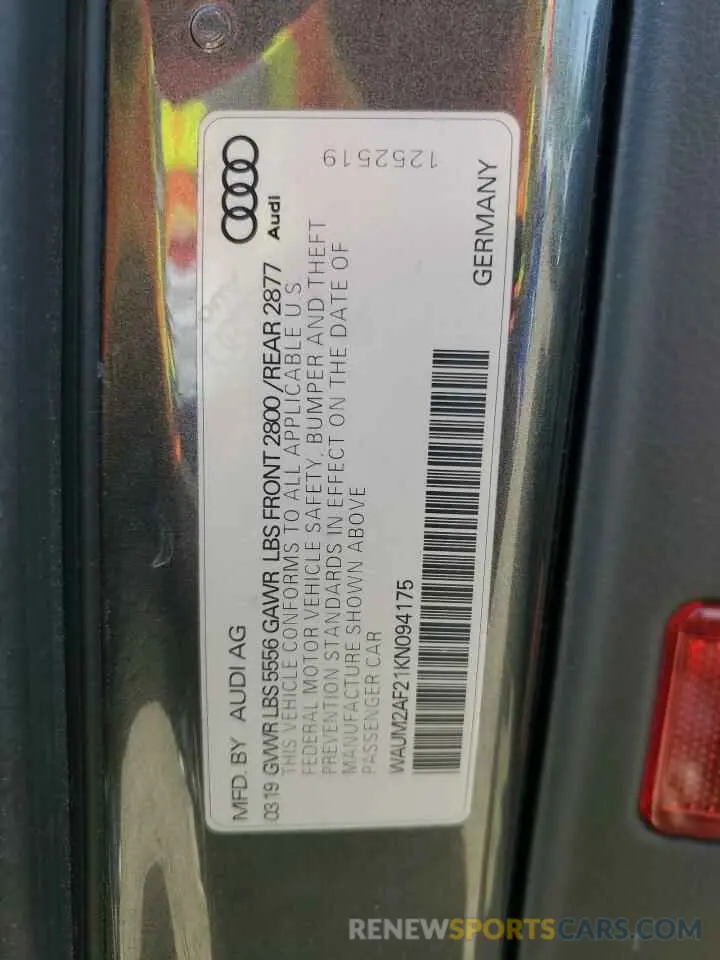 MFD. BY AUDI AG
Audi
03 19 GVWR LBS 5556 GAWR LBS FRONT 2800 /REAR 2877
THIS VEHICLE CONFORMS TO ALL APPLICABLE U.S
FEDERAL MOTOR VEHICLE SAFETY, BUMPER AND THEFT
PREVENTION STANDARDS IN EFFECT ON THE DATE OF
MANUFACTURE SHOWN ABOVE
PASSENGER CAR
1252519
WAUM2AF21KN094175
GERMANY
RENEWSPORTSCARS.COM